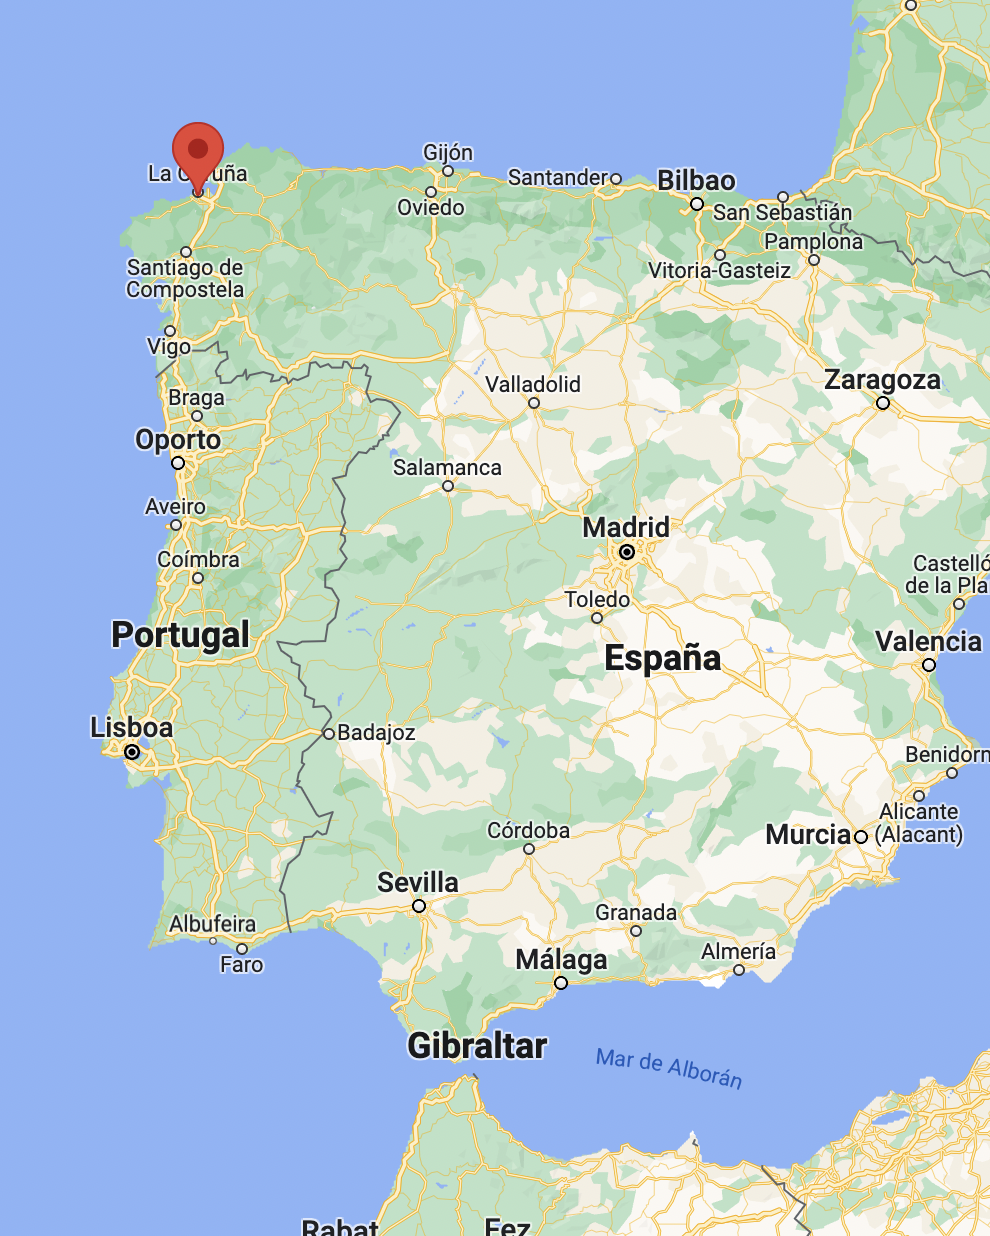 Gijón
La Coruña
Santander
Bilbao
Oviedo
San Sebastián
Pamplona
Santiago de
Compostela
Vitoria-Gasteiz
Vigo
Zaragoza
Valladolid
Braga
Oporto
Salamanca
Aveiro
Madrid
Coímbra
Castelló
de la Pla
Toledo
Portugal
Valencia
España
Lisboa
Badajoz
Benidorm
Alicante
(Alacant)
Córdoba
Murcia
Sevilla
Granada
Albufeira
Almería
Málaga
Faro
Gibraltar
Mar de Alborán
Rabat
Fez